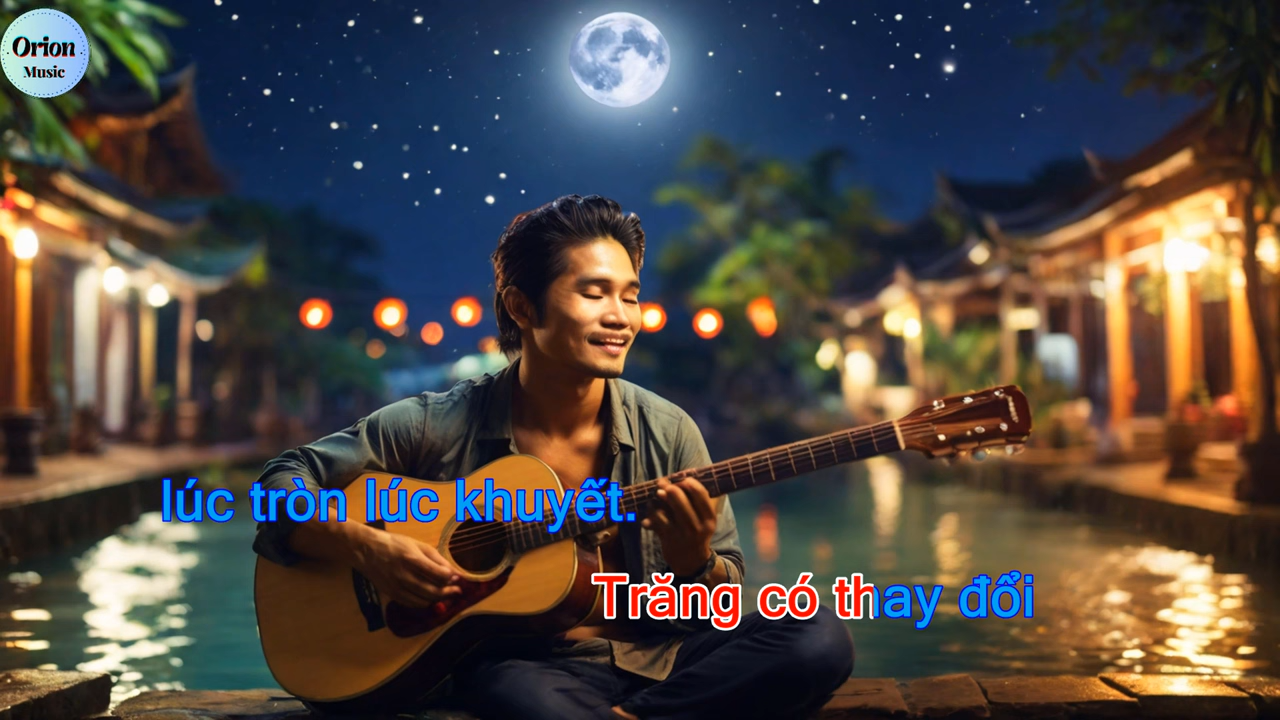 Orion
Music
lúc tròn lúc khuyết.
Trăng có thay đổi